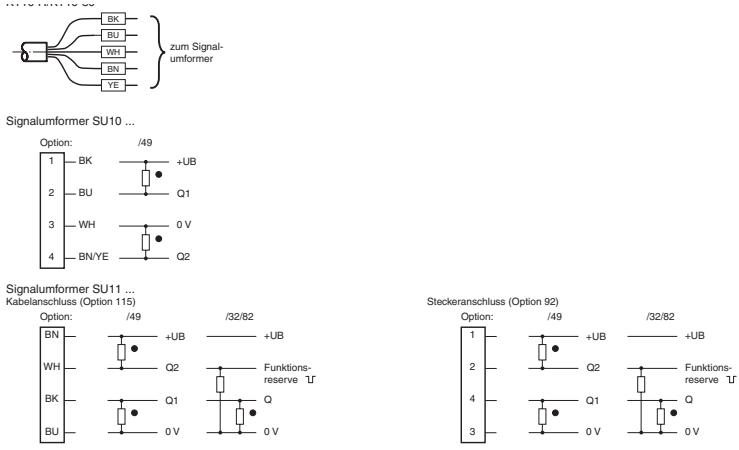 BK
BU
WH
BN
YE
zum Signal-
umformer
Signalumformer SU10 ...
Option: /49
1 BK +UB
2 BU Q1
3 WH 0 V
4 BN/YE Q2
Signalumformer SU11 ...
Kabelanschluss (Option 115)
Option: /49 /32/82
BN +UB +UB
WH Q2 Funktions-
reserve
BK Q1 Q
BU 0 V 0 V
Steckeranschluss (Option 92)
Option: /49 /32/82
1 +UB +UB
2 Q2 Funktions-
reserve
4 Q1 Q
3 0 V 0 V